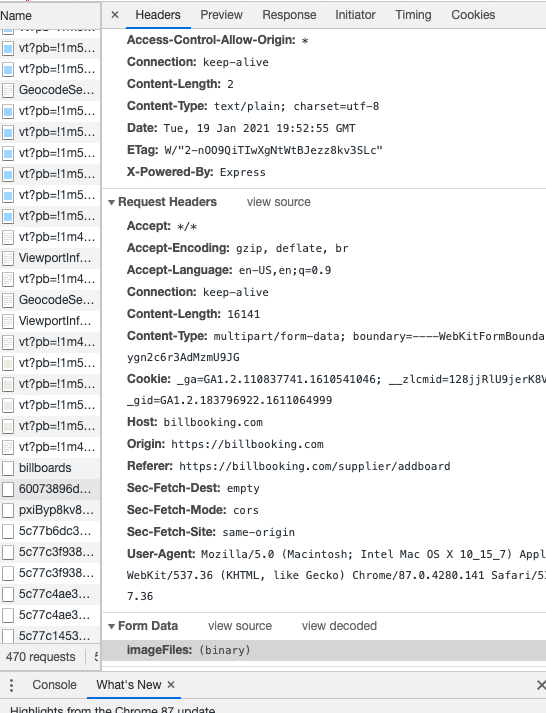 Name
× Headers Preview Response Initiator Timing Cookies
vt?pb=!1m5…
vt?pb=!1m5…
GeocodeSe…
vt?pb=!1m5…
vt?pb=!1m5…
vt?pb=!1m5…
vt?pb=!1m5…
vt?pb=!1m5…
vt?pb=!1m5…
vt?pb=!1m4…
ViewportInf…
vt?pb=!1m4…
GeocodeSe…
ViewportInf…
vt?pb=!1m4…
vt?pb=!1m5…
vt?pb=!1m5…
vt?pb=!1m5…
vt?pb=!1m5…
vt?pb=!1m4…
billboards
60073896d…
pxiByp8kv8…
5c77b6dc3…
5c77c3f938…
5c77c3f938…
5c77c4ae3…
5c77c4ae3…
5c77c1453…
470 requests
Access-Control-Allow-Origin: *
Connection: keep-alive
Content-Length: 2
Content-Type: text/plain; charset=utf-8
Date: Tue, 19 Jan 2021 19:52:55 GMT
ETag: W/"2-nOO9QiTIwXgNtWtBJezz8kv3SLc"
X-Powered-By: Express
Request Headers view source
Accept: */*
Accept-Encoding: gzip, deflate, br
Accept-Language: en-US,en;q=0.9
Connection: keep-alive
Content-Length: 16141
Content-Type: multipart/form-data; boundary=----WebKitFormBounda
ygn2c6r3AdMzmU9JG
Cookie: _ga=GA1.2.110837741.1610541046; __zlcmid=128jjRlU9jerK8V
_gid=GA1.2.183796922.1611064999
Host: billbooking.com
Origin: https://billbooking.com
Referer: https://billbooking.com/supplier/addboard
Sec-Fetch-Dest: empty
Sec-Fetch-Mode: cors
Sec-Fetch-Site: same-origin
User-Agent: Mozilla/5.0 (Macintosh; Intel Mac OS X 10_15_7) Appl
WebKit/537.36 (KHTML, like Gecko) Chrome/87.0.4280.141 Safari/53
7.36
Form Data view source view decoded
imageFiles: (binary)
Console What's New ×
Highlights from the Chrome 87 update